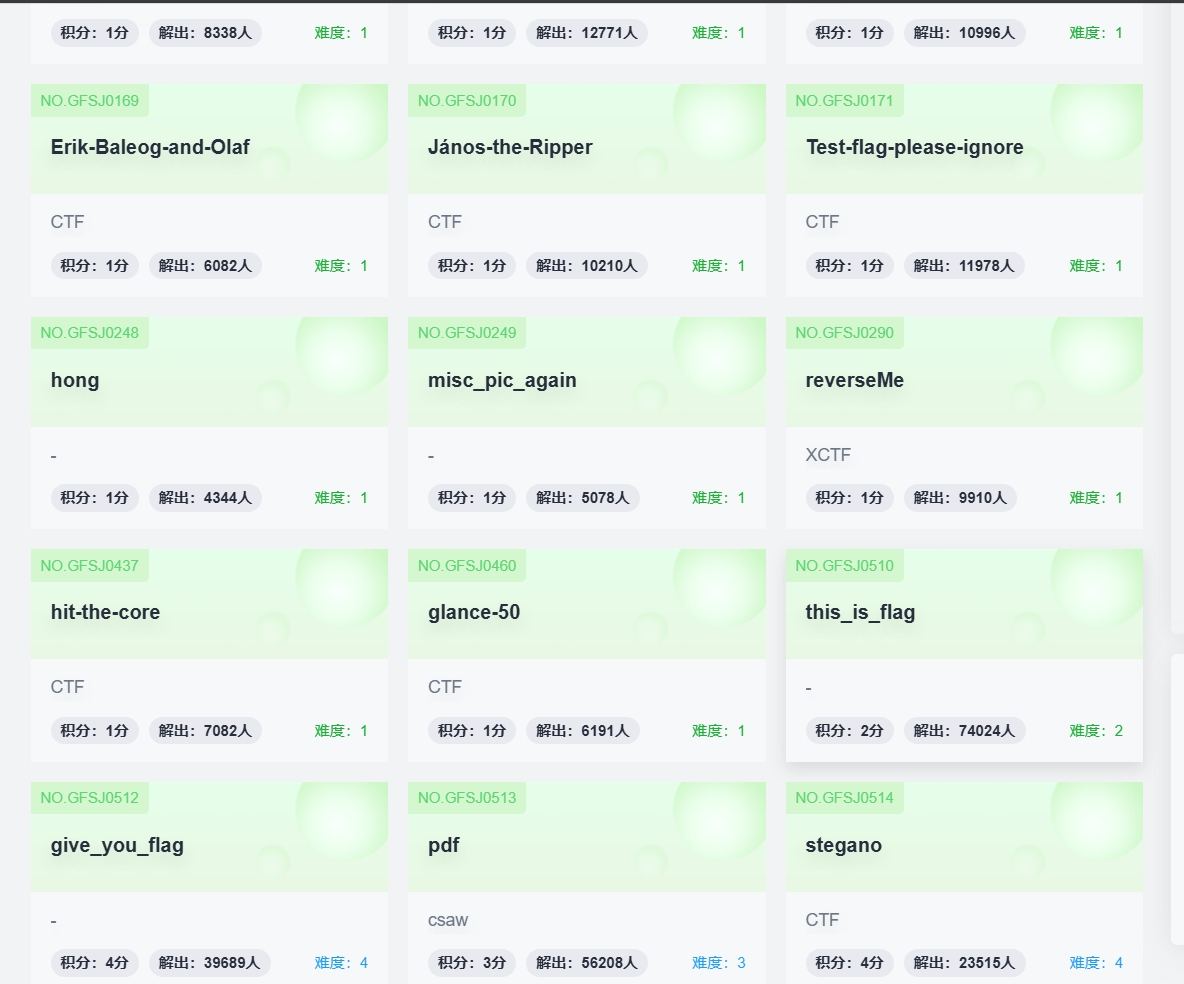 积分：1分 解出：8338人 难度：1
积分：1分 解出：12771人 难度：1
积分：1分 解出：10996人 难度：1
NO.GFSJ0169
Erik-Baleog-and-Olaf
CTF
积分：1分 解出：6082人 难度：1
NO.GFSJ0170
János-the-Ripper
CTF
积分：1分 解出：10210人 难度：1
NO.GFSJ0171
Test-flag-please-ignore
CTF
积分：1分 解出：11978人 难度：1
NO.GFSJ0248
hong
-
积分：1分 解出：4344人 难度：1
NO.GFSJ0249
misc_pic_again
-
积分：1分 解出：5078人 难度：1
NO.GFSJ0290
reverseMe
XCTF
积分：1分 解出：9910人 难度：1
NO.GFSJ0437
hit-the-core
CTF
积分：1分 解出：7082人 难度：1
NO.GFSJ0460
glance-50
CTF
积分：1分 解出：6191人 难度：1
NO.GFSJ0510
this_is_flag
-
积分：2分 解出：74024人 难度：2
NO.GFSJ0512
give_you_flag
-
积分：4分 解出：39689人 难度：4
NO.GFSJ0513
pdf
csaw
积分：3分 解出：56208人 难度：3
NO.GFSJ0514
stegano
CTF
积分：4分 解出：23515人 难度：4